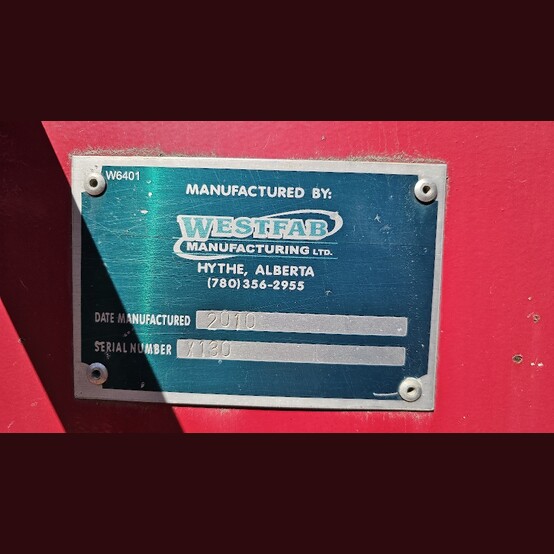 W6401
MANUFACTURED BY:
WESTFAB
MANUFACTURING LTD.
HYTHE, ALBERTA
(780)356-2955
DATE MANUFACTURED 2010
SERIAL NUMBER